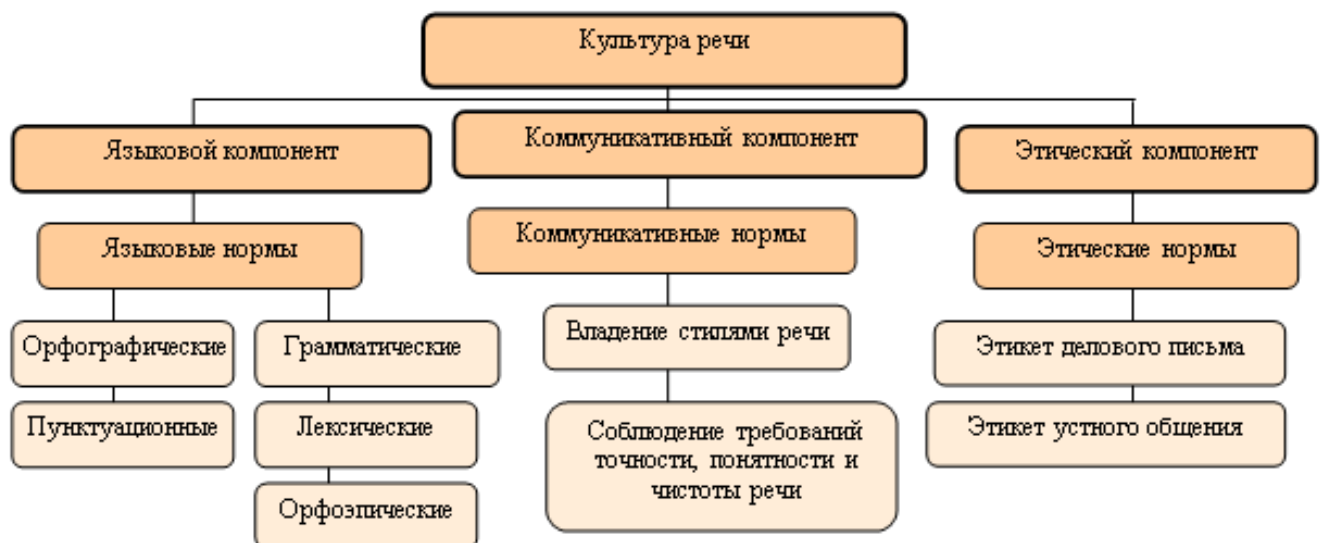 Культура речи
Языковой компонент
Коммуникативный компонент
Этический компонент
Языковые нормы
Коммуникативные нормы
Этические нормы
Орфографические
Грамматические
Владение стилями речи
Этикет делового письма
Пунктуационные
Лексические
Соблюдение требований
точности, понятности и
чистоты речи
Этикет устного общения
Орфоэпические